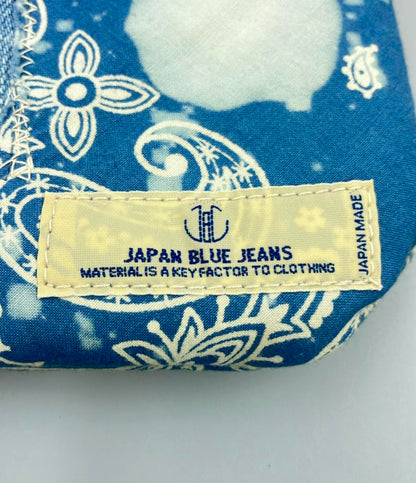 JAPAN BLUE JEANS
MATERIAL IS A KEY FACTOR TO CLOTHING
JAPAN MADE